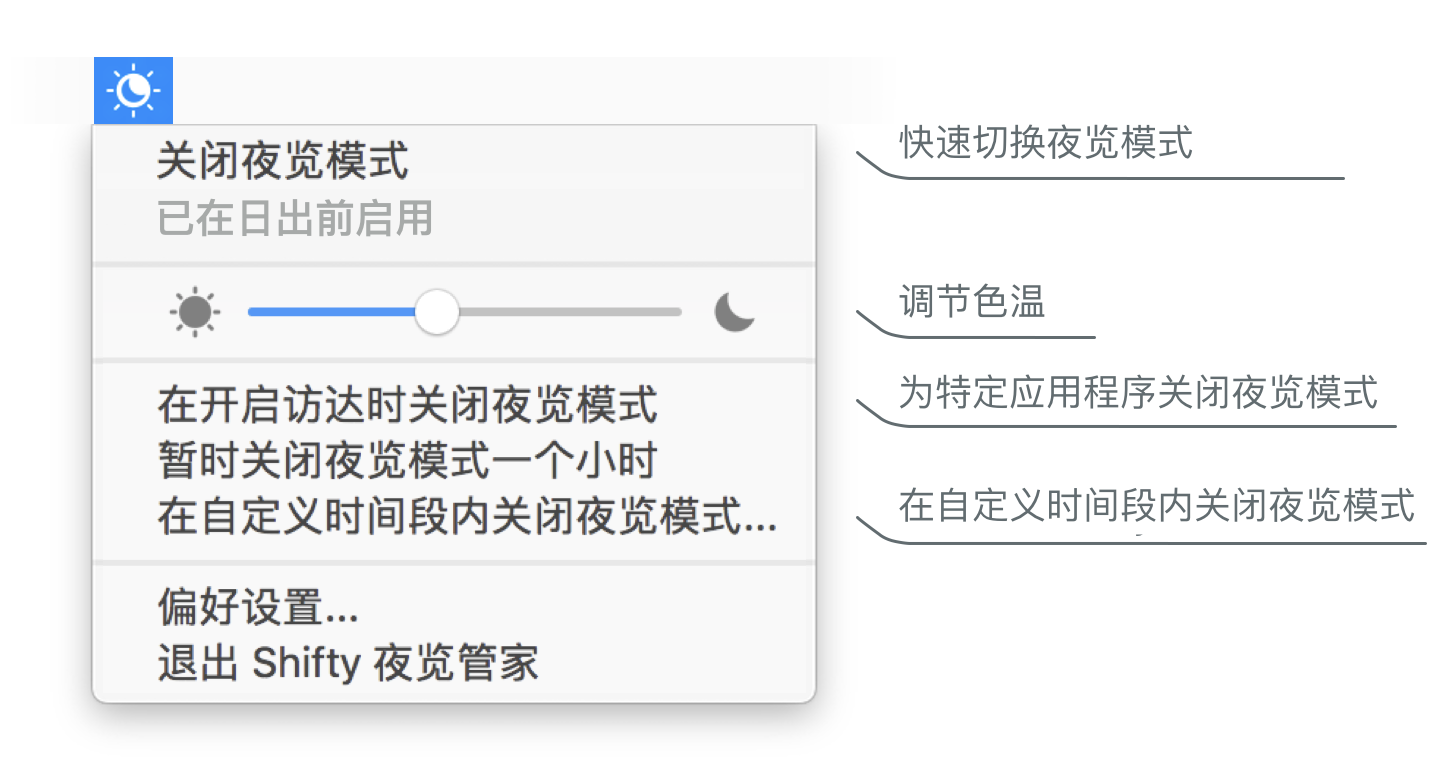 关闭夜览模式
已在日出前启用
在开启访达时关闭夜览模式
暂时关闭夜览模式一个小时
在自定义时间段内关闭夜览模式...
偏好设置...
退出 Shifty 夜览管家
快速切换夜览模式
调节色温
为特定应用程序关闭夜览模式
在自定义时间段内关闭夜览模式